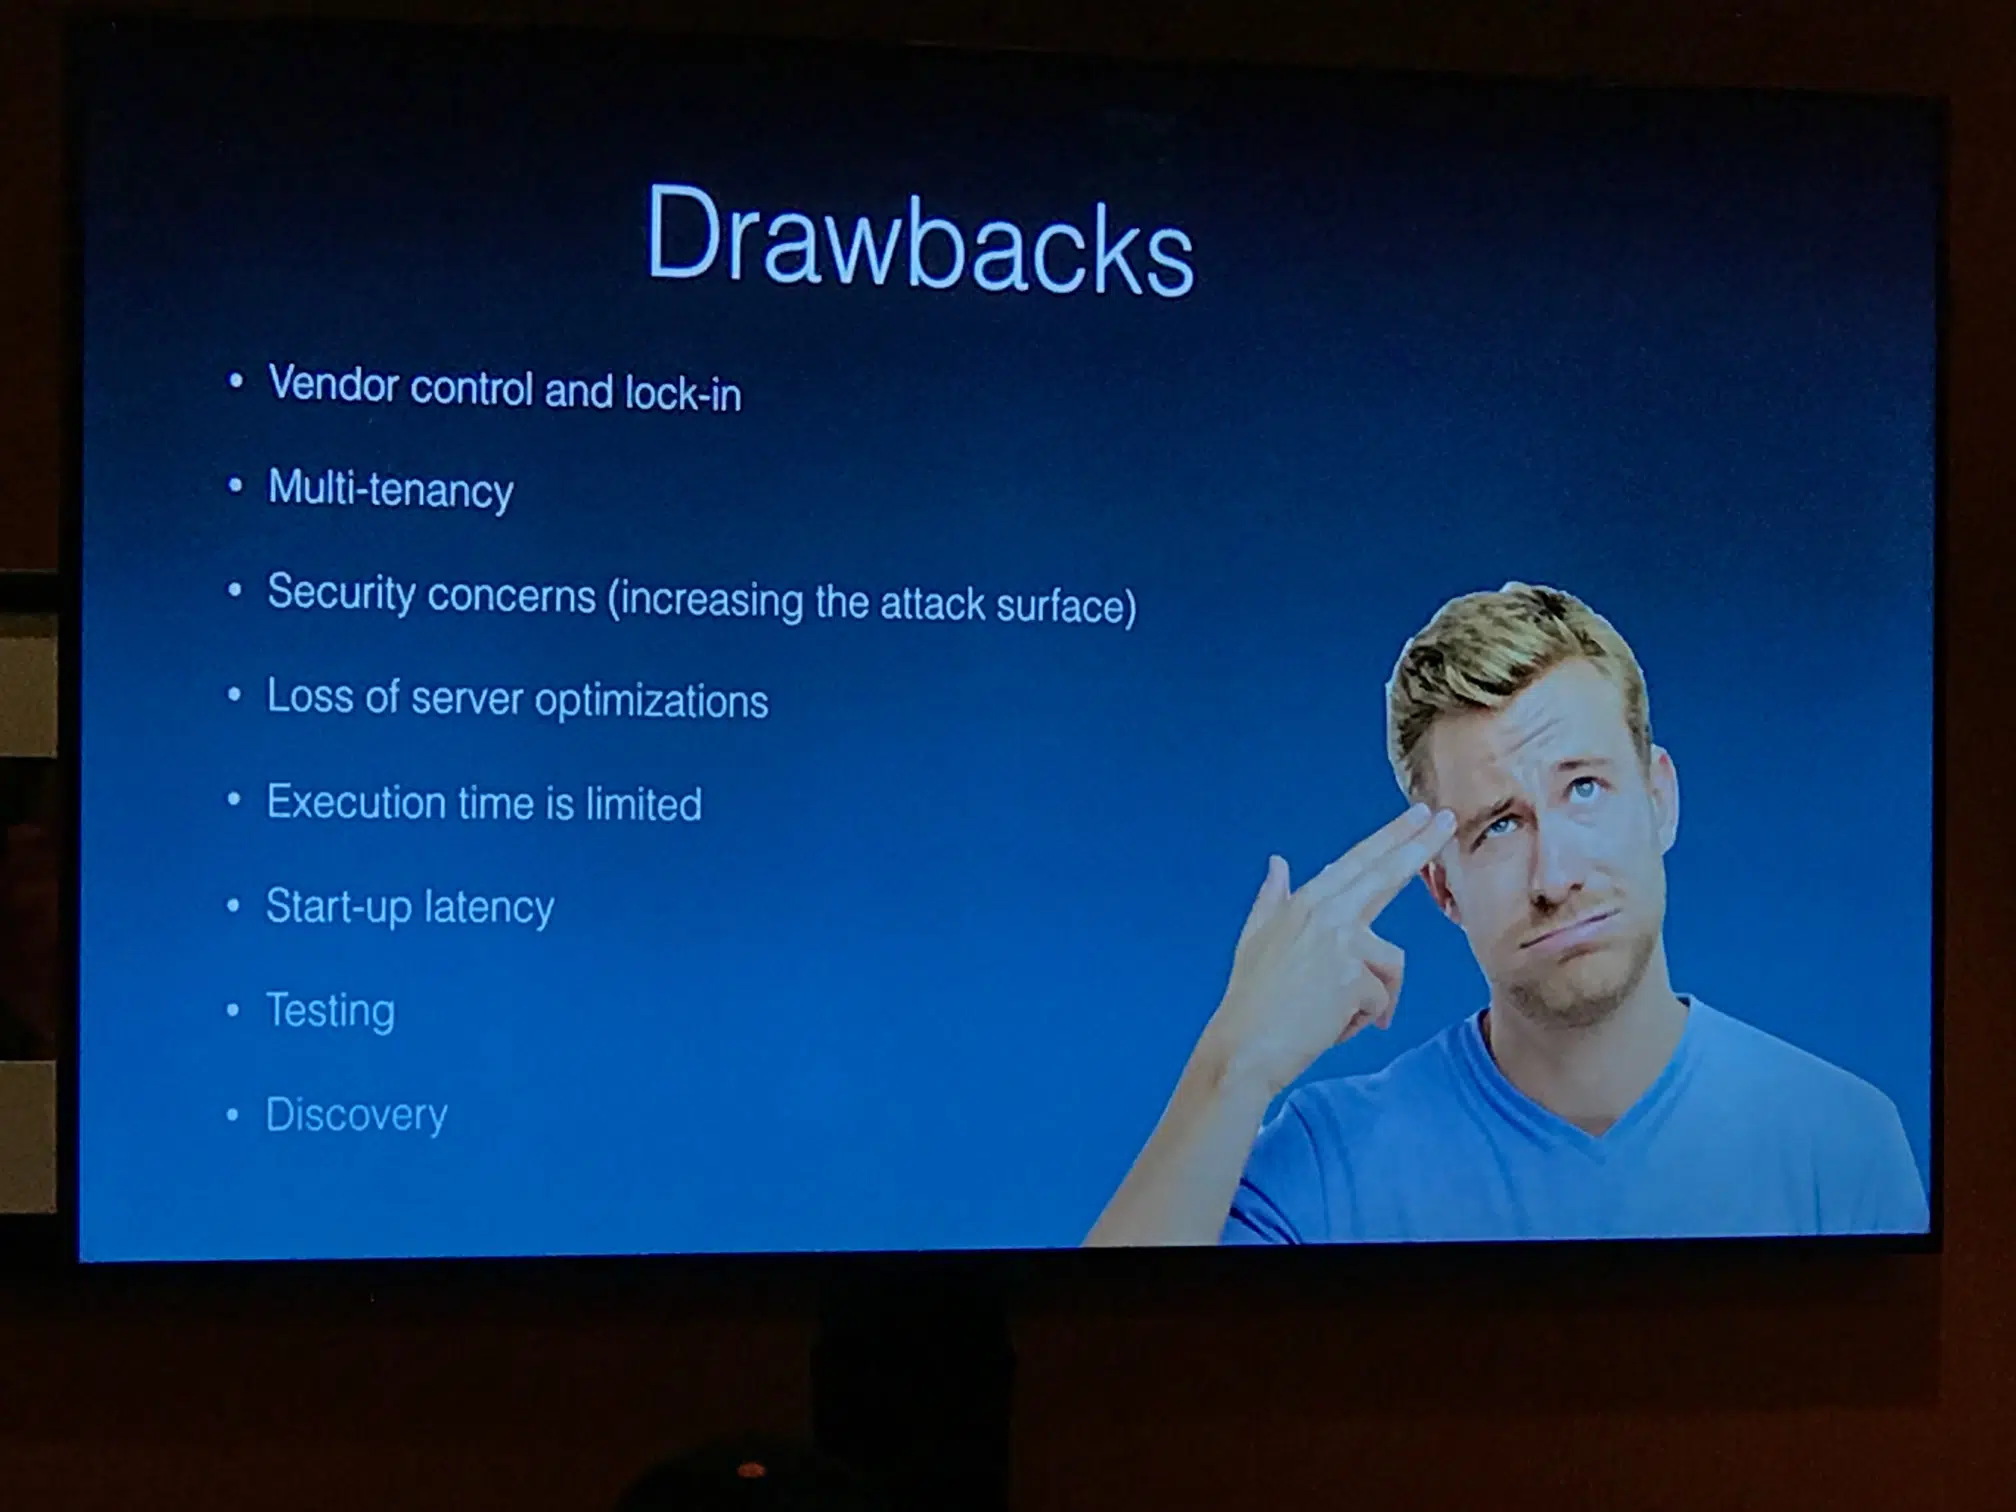 Drawbacks
• Vendor control and lock-in
• Multi-tenancy
• Security concerns (increasing the attack surface)
• Loss of server optimizations
• Execution time is limited
• Start-up latency
• Testing
• Discovery